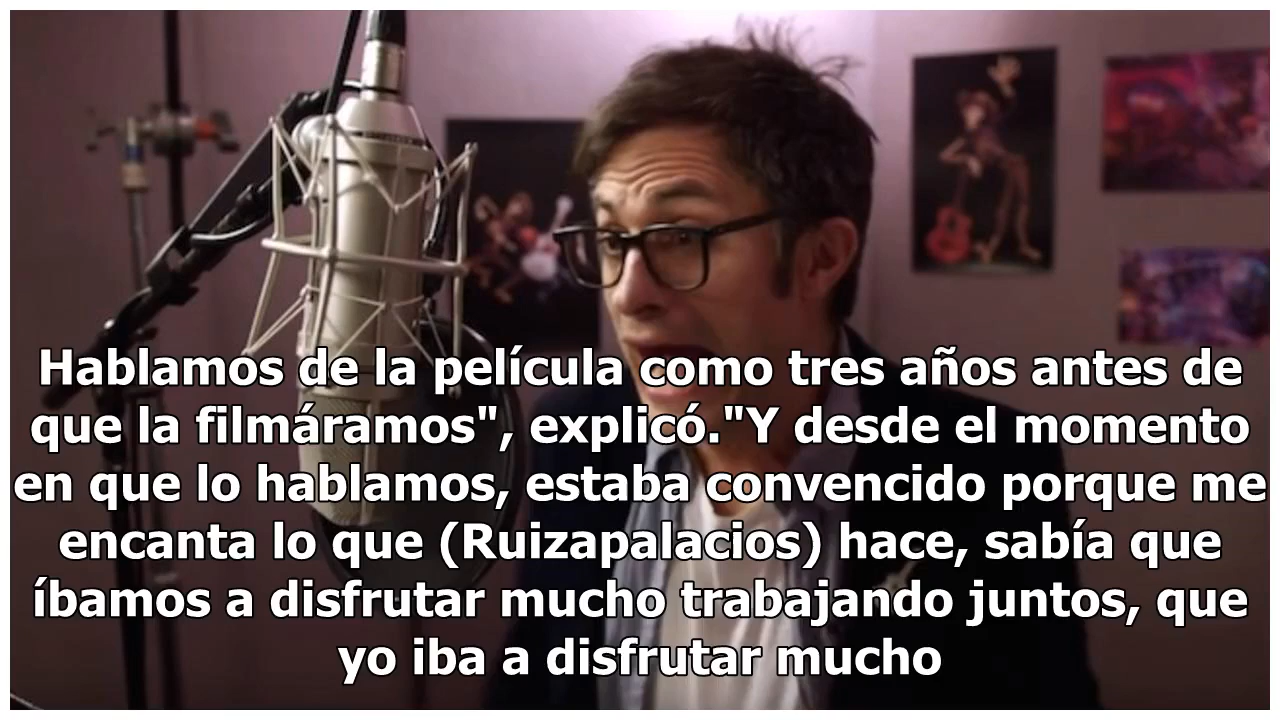 Hablamos de la película como tres años antes de
que la filmáramos", explicó."Y desde el momento
en que lo hablamos, estaba convencido porque me
encanta lo que (Ruizapalacios) hace, sabía que
íbamos a disfrutar mucho trabajando juntos, que
yo iba a disfrutar mucho